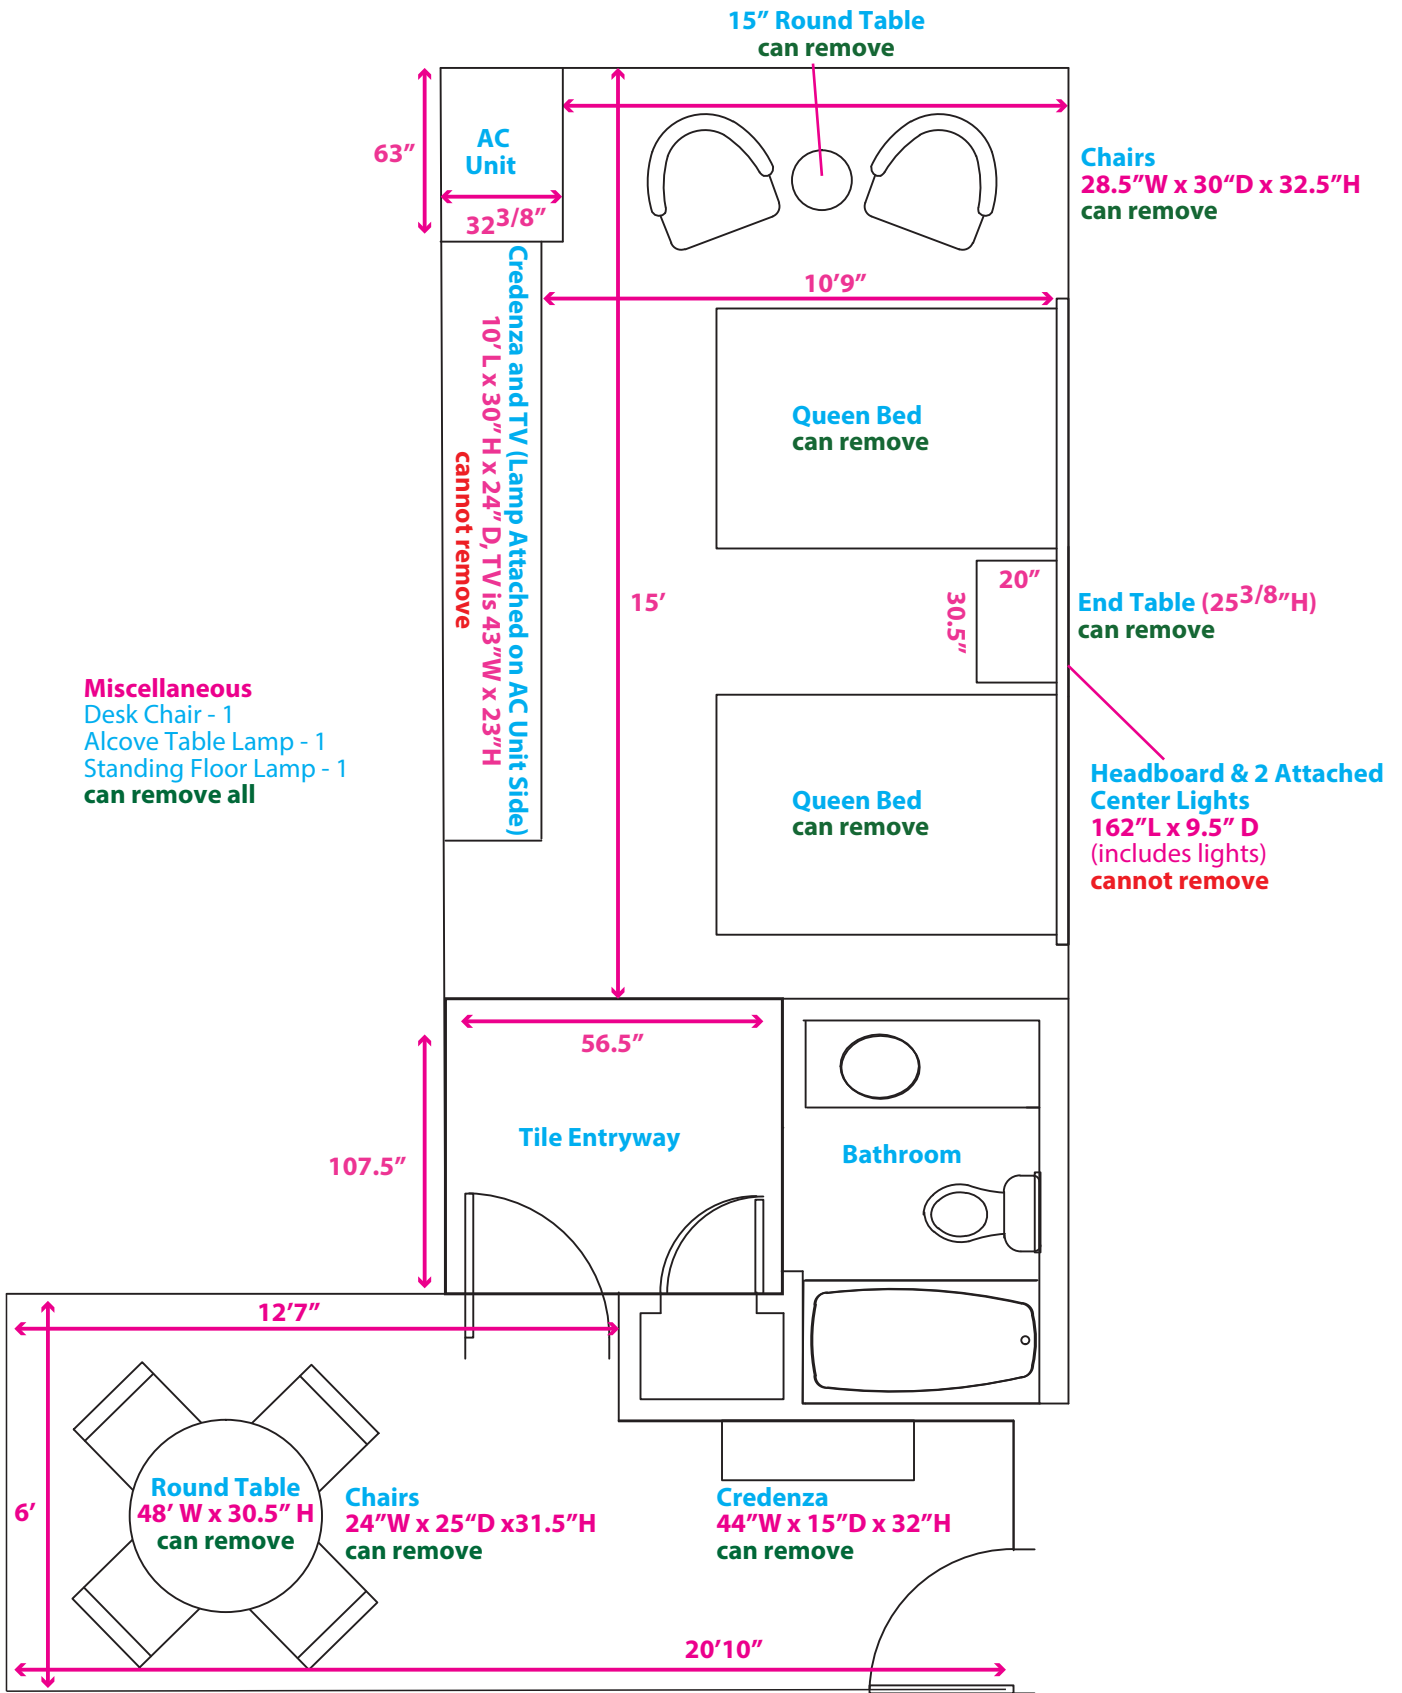 15” Round Table
can remove
63”
AC
Unit
32 3/8”
Chairs
28.5”W x 30“D x 32.5”H
can remove
10’9”
Credenza and TV (Lamp Attached on AC Unit Side)
10’ L x 30” H x 24” D, TV is 43”W x 23”H
cannot remove
Queen Bed
can remove
15’
20”
30.5”
End Table (25 3/8”H)
can remove
Miscellaneous
Desk Chair - 1
Alcove Table Lamp - 1
Standing Floor Lamp - 1
can remove all
Queen Bed
can remove
Headboard & 2 Attached
Center Lights
162”L x 9.5” D
(includes lights)
cannot remove
56.5”
107.5”
Tile Entryway
Bathroom
12’7”
6’
Round Table
48’ W x 30.5” H
can remove
Chairs
24”W x 25“D x31.5”H
can remove
Credenza
44”W x 15”D x 32”H
can remove
20’10”